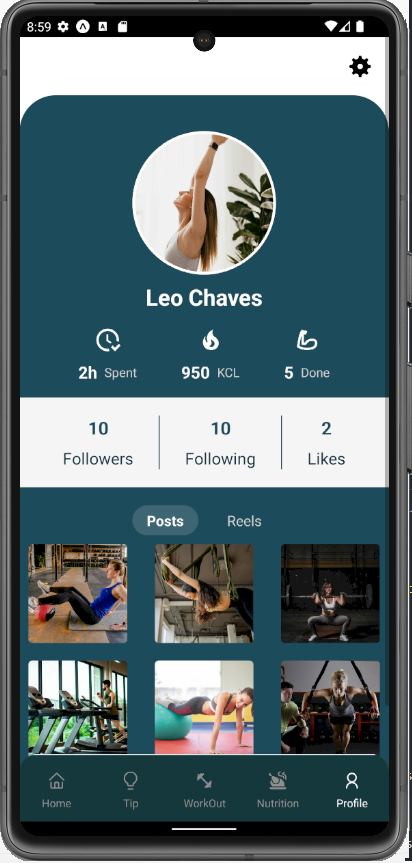 8:59
Leo Chaves
2h Spent 950 KCL 5 Done
10 10 2
Followers Following Likes
Posts Reels
Home Tip WorkOut Nutrition Profile